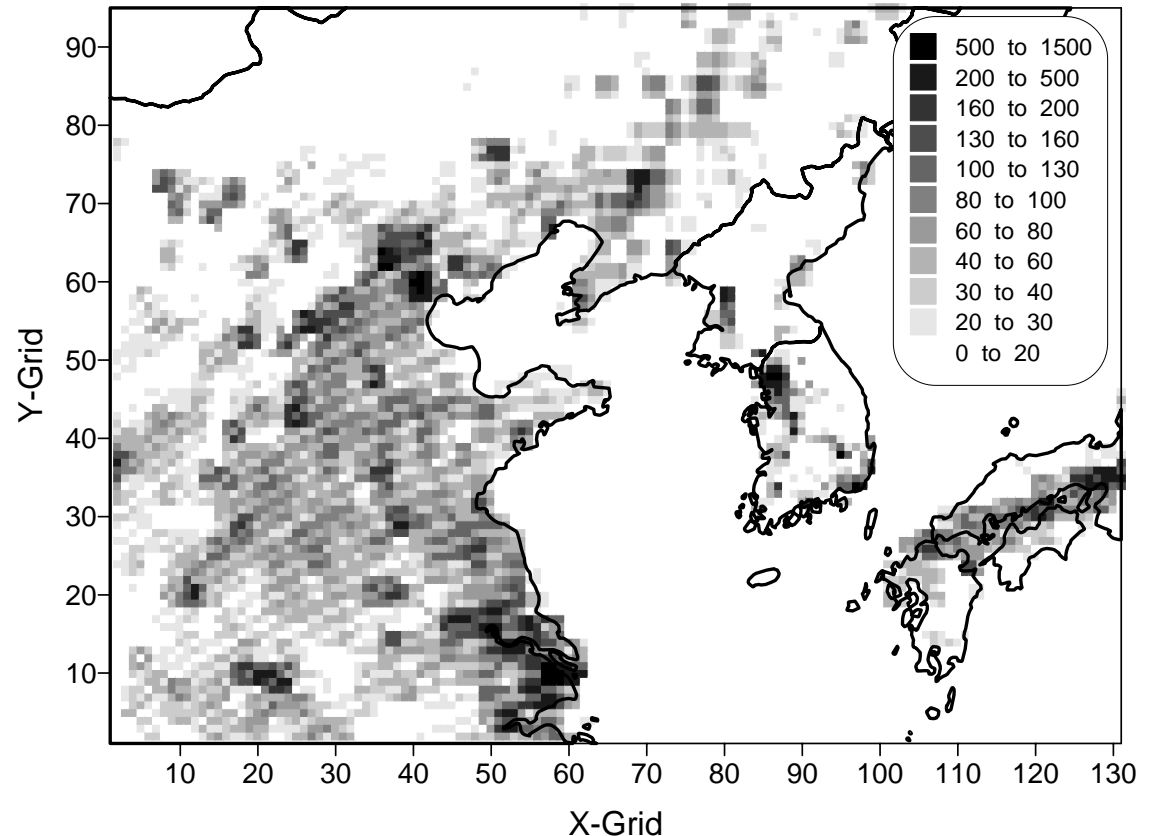 90
80
70
60
50
40
30
20
10
Y-Grid
500 to 1500
200 to 500
160 to 200
130 to 160
100 to 130
80 to 100
60 to 80
40 to 60
30 to 40
20 to 30
0 to 20
10 20 30 40 50 60 70 80 90 100 110 120 130
X-Grid